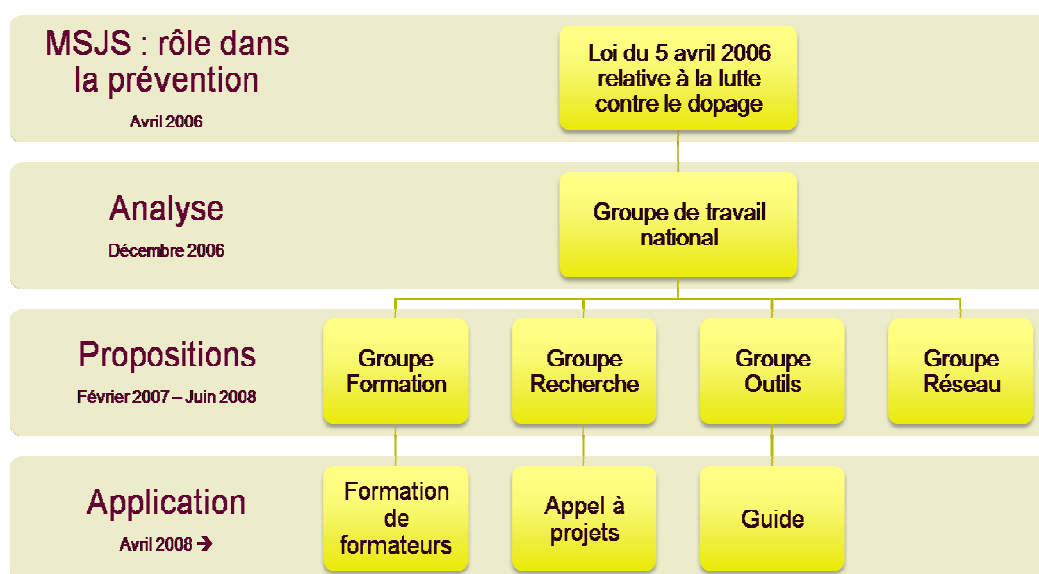 MSJS : rôle dans
la prévention
Avril 2006
Loi du 5 avril 2006
relative à la lutte
contre le dopage
Analyse
Décembre 2006
Groupe de travail
national
Propositions
Février 2007 – Juin 2008
Groupe
Formation
Groupe
Recherche
Groupe
Outils
Groupe
Réseau
Application
Avril 2008 ➔
Formation
de
formateurs
Appel à
projets
Guide